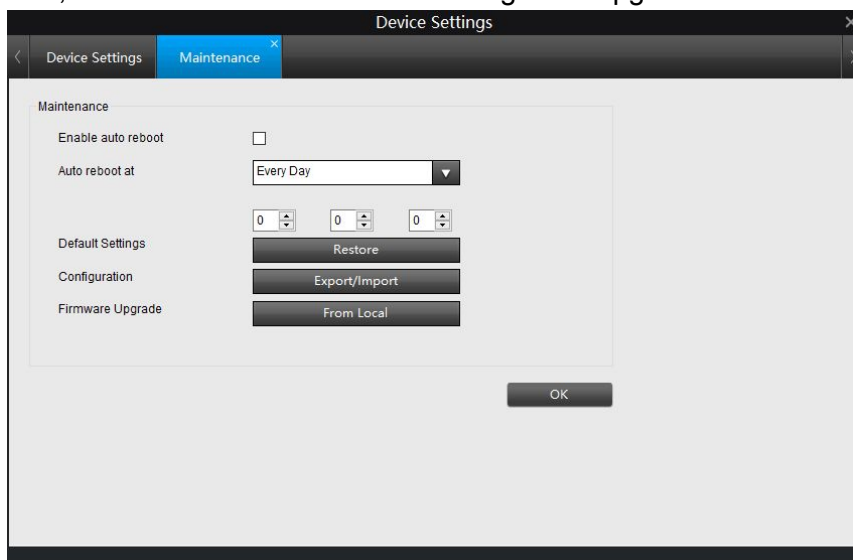 Device Settings
Device Settings Maintenance
Maintenance
Enable auto reboot
Auto reboot at Every Day
0 0 0
Default Settings Restore
Configuration Export/Import
Firmware Upgrade From Local
OK